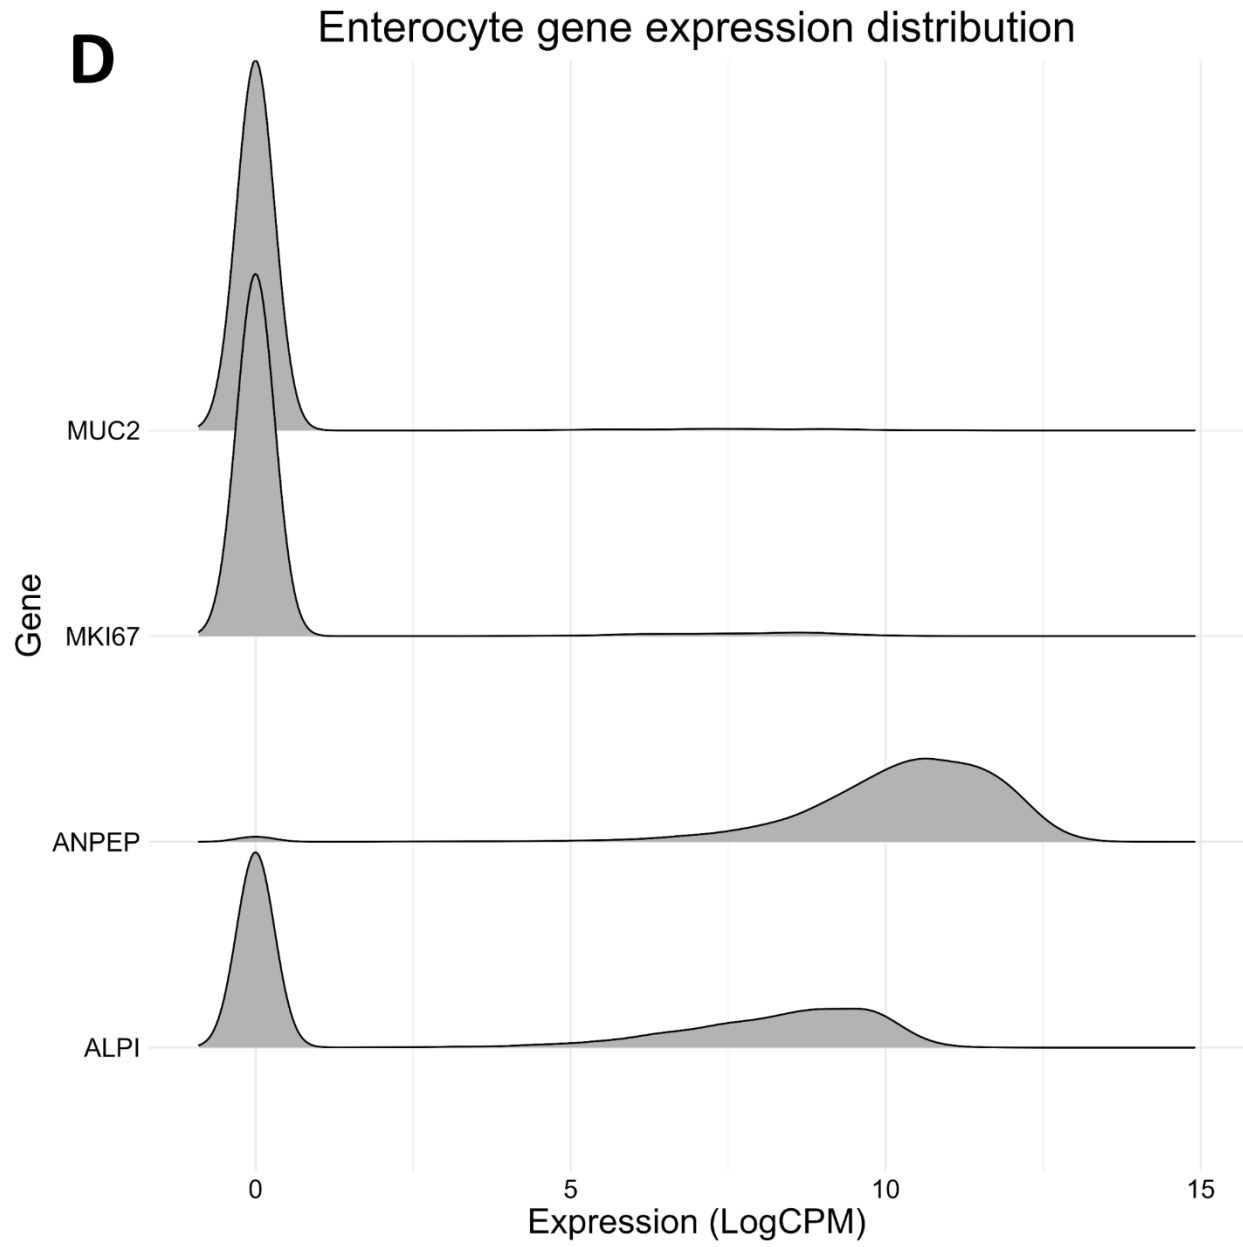 D
Enterocyte gene expression distribution
MUC2
MKI67
ANPEP
ALPI
Gene
0 5 10 15
Expression (LogCPM)